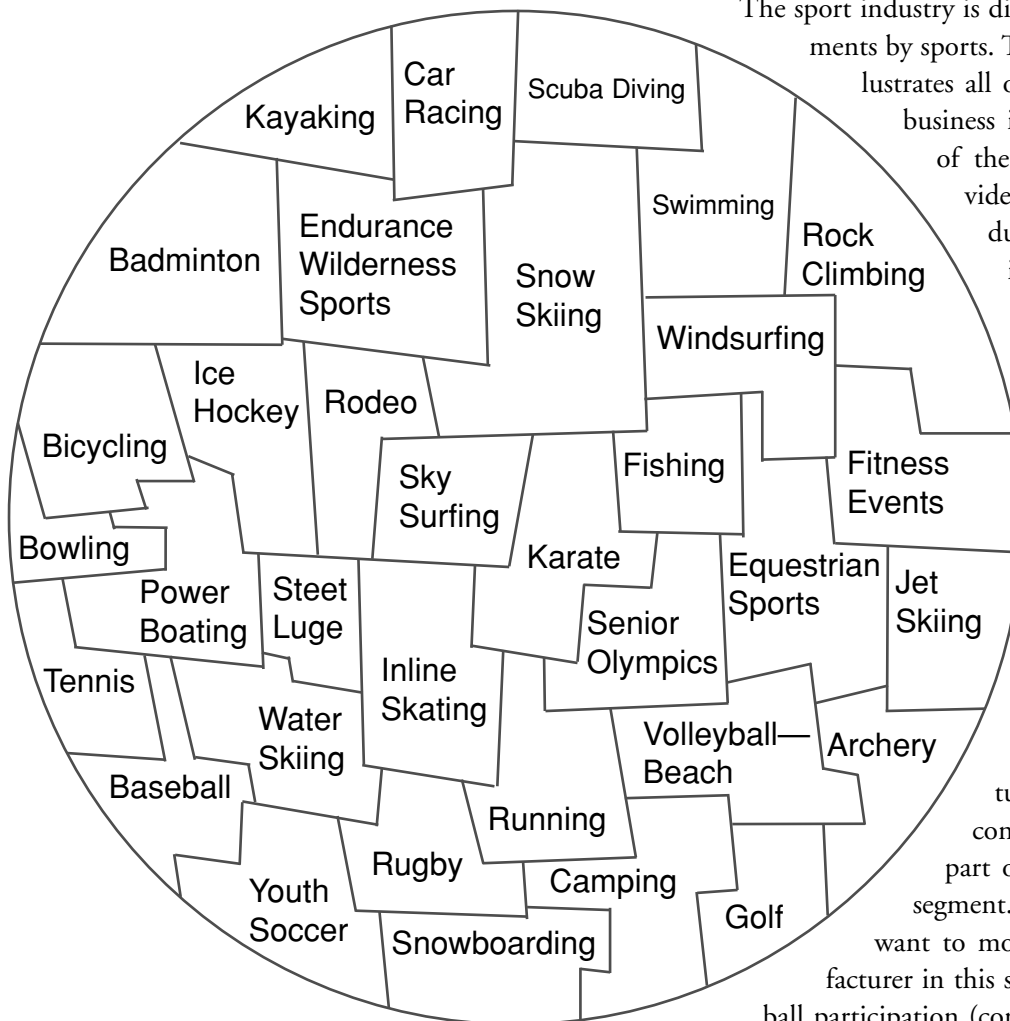 The sport industry is di
ments by sports. T
lustrates all o
business i
of the
vide
du
Kayaking
Car
Racing
Scuba Diving
Swimming
Rock
Climbing
Badminton
Endurance
Wilderness
Sports
Snow
Skiing
Windsurfing
Ice
Hockey
Rodeo
Bicycling
Sky
Surfing
Fishing
Fitness
Events
Bowling
Karate
Power
Boating
Steet
Luge
Equestrian
Sports
Jet
Skiing
Senior
Olympics
Tennis
Inline
Skating
Water
Skiing
Volleyball—
Beach
Archery
Baseball
Running
Rugby
Camping
Youth
Soccer
Snowboarding
Golf
tu
con
part o
segment.
want to mo
facturer in this s
ball participation (cor